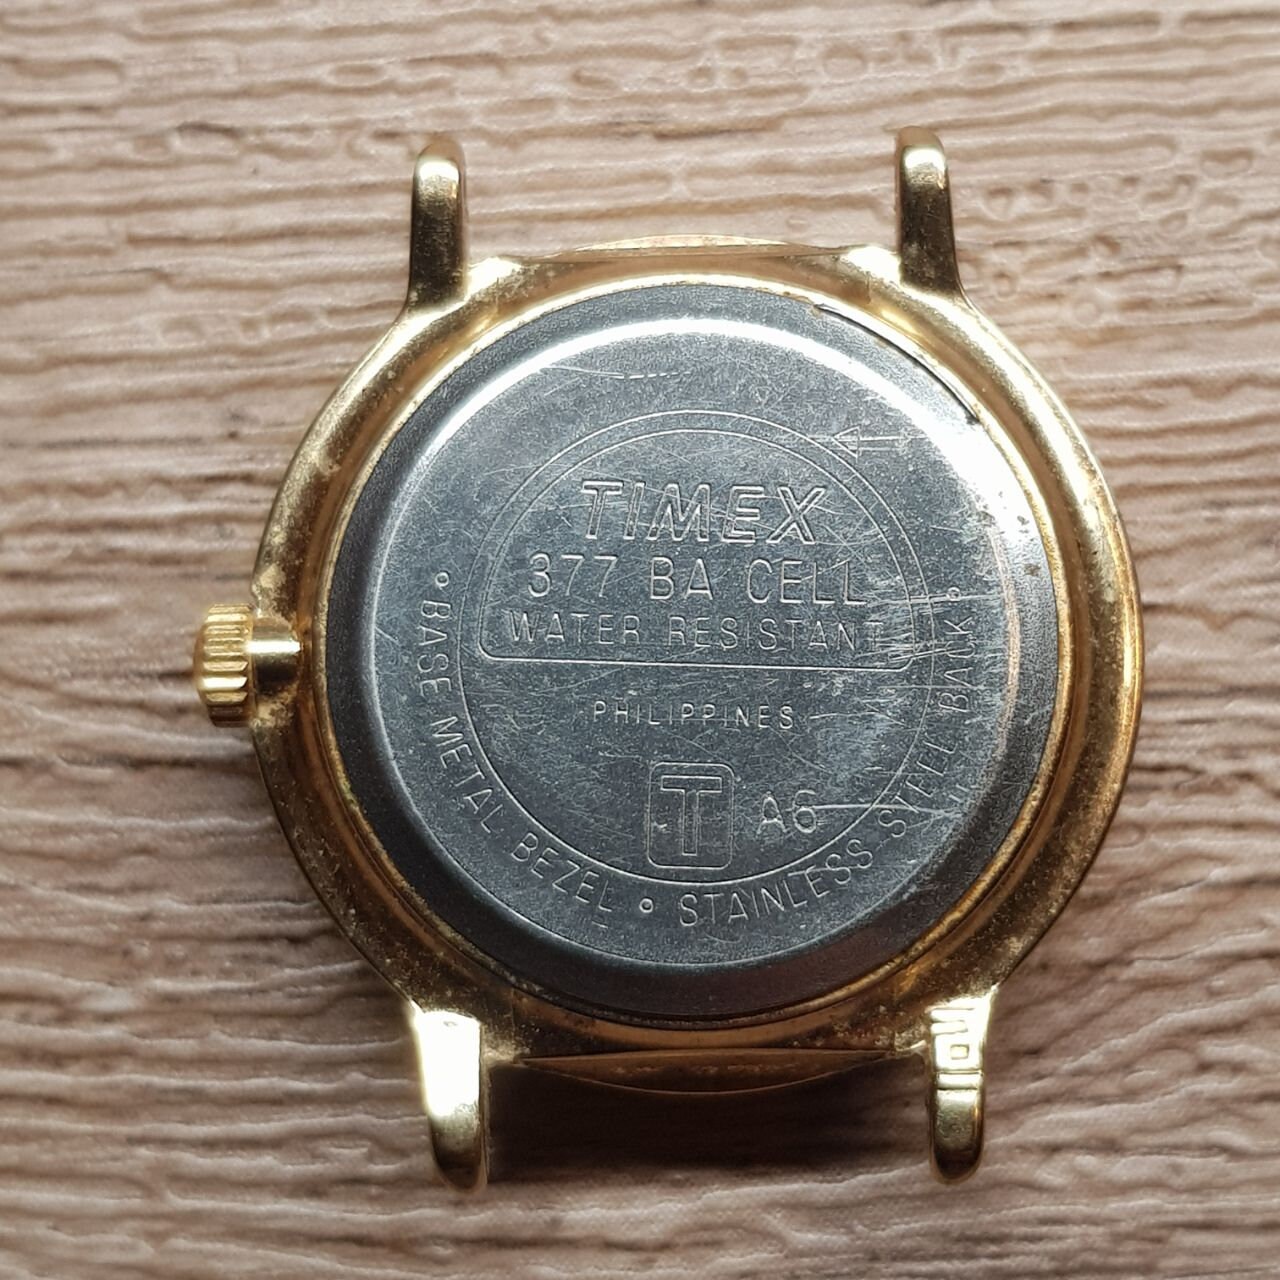 TIMEX
377 BA CELL
WATER RESISTANT
PHILIPPINES
T A6
BASE METAL BEZEL • STAINLESS STEEL BACK